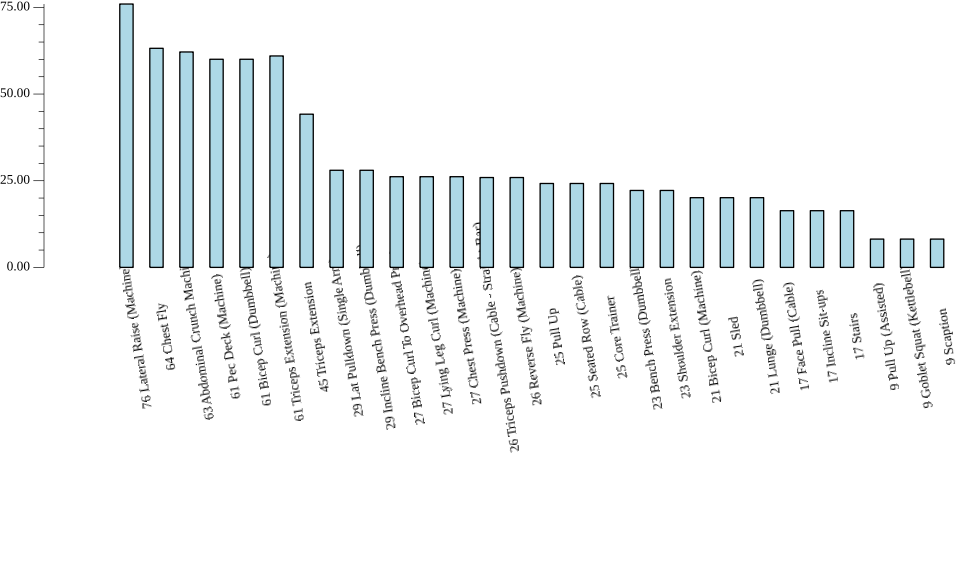 75.00
50.00
25.00
0.00
76 Lateral Raise (Machine
64 Chest Fly
63 Abdominal Crunch Machi
61 Pec Deck (Machine)
61 Bicep Curl (Dumbbell)
61 Triceps Extension (Machin
45 Triceps Extension
29 Lat Pulldown (Single Arm
29 Incline Bench Press (Dumb
27 Bicep Curl To Overhead Pr
27 Lying Leg Curl (Machine
27 Chest Press (Machine)
26 Triceps Pushdown (Cable - Strai Bar)
26 Reverse Fly (Machine)
25 Pull Up
25 Seated Row (Cable)
25 Core Trainer
23 Bench Press (Dumbbell
23 Shoulder Extension
21 Bicep Curl (Machine)
21 Sled
21 Lunge (Dumbbell)
17 Face Pull (Cable)
17 Incline Sit-ups
17 Stairs
9 Pull Up (Assisted)
9 Goblet Squat (Kettlebell
9 Scaption